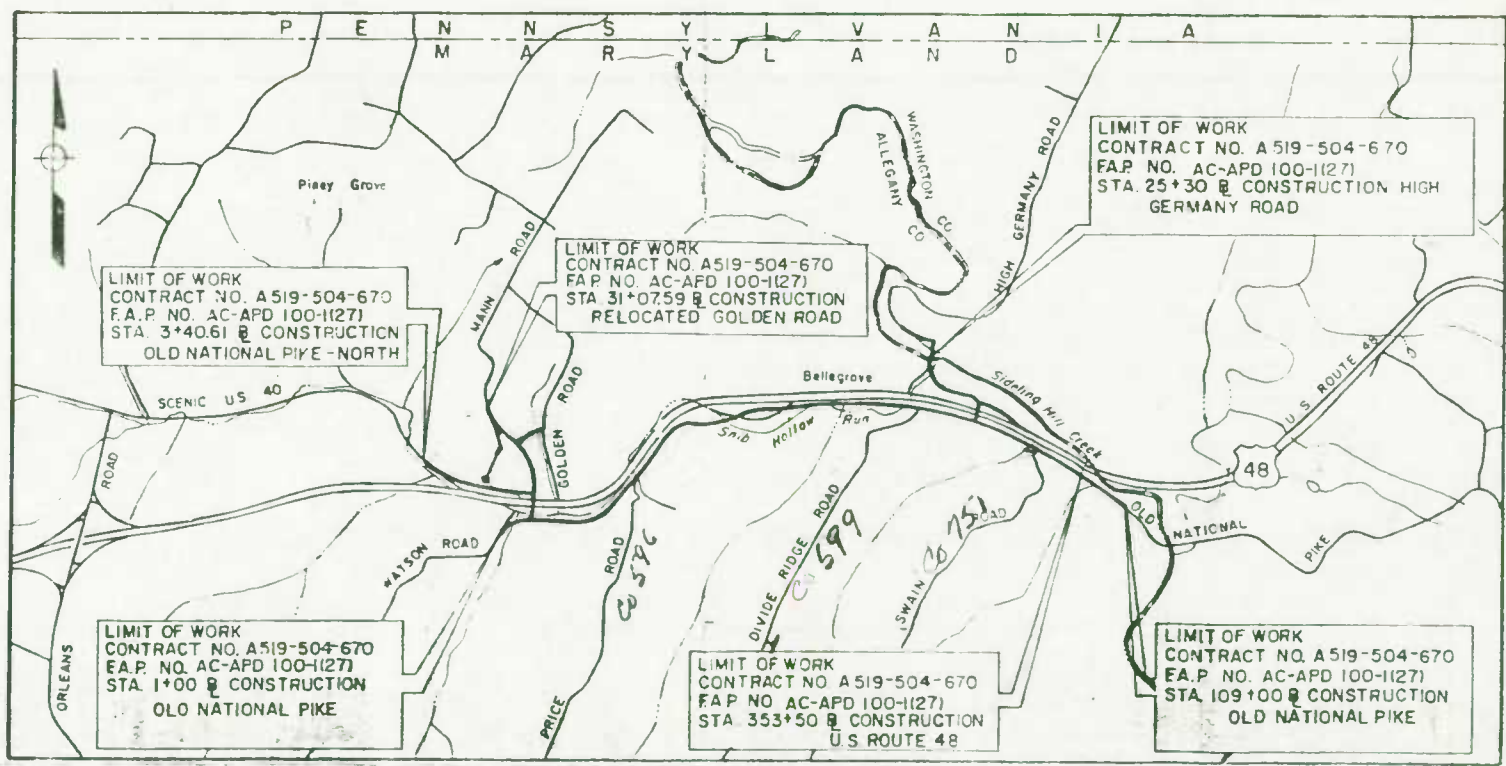 PENNSYLVANIA
MARYLAND
WASHINGTON CO
ALLEGANY CO
HIGH GERMANY ROAD
LIMIT OF WORK
CONTRACT NO. A519-504-670
F.A.P. NO. AC-APD 100-1(27)
STA. 25+30 ℄ CONSTRUCTION HIGH
GERMANY ROAD
Piney Grove
MANN ROAD
LIMIT OF WORK
CONTRACT NO. A519-504-670
F.A.P. NO. AC-APD 100-1(27)
STA. 31+07.59 ℄ CONSTRUCTION
RELOCATED GOLDEN ROAD
LIMIT OF WORK
CONTRACT NO. A519-504-670
F.A.P. NO. AC-APD 100-1(27)
STA. 3+40.61 ℄ CONSTRUCTION
OLD NATIONAL PIKE-NORTH
SCENIC US 40
GOLDEN ROAD
Bellegrove
Snib Hollow Run
Sideling Hill Creek
U.S. ROUTE 48
48
ORLEANS ROAD
WATSON ROAD
PRICE ROAD
CO 596
DIVIDE RIDGE ROAD
CO 599
SWAIN ROAD
CO 751
OLD NATIONAL PIKE
LIMIT OF WORK
CONTRACT NO. A519-504-670
F.A.P. NO. AC-APD 100-1(27)
STA. 1+00 ℄ CONSTRUCTION
OLD NATIONAL PIKE
LIMIT OF WORK
CONTRACT NO. A519-504-670
F.A.P. NO AC-APD 100-1(27)
STA. 353+50 ℄ CONSTRUCTION
U.S ROUTE 48
LIMIT OF WORK
CONTRACT NO. A519-504-670
F.A.P. NO. AC-APD 100-1(27)
STA. 109+00 ℄ CONSTRUCTION
OLD NATIONAL PIKE